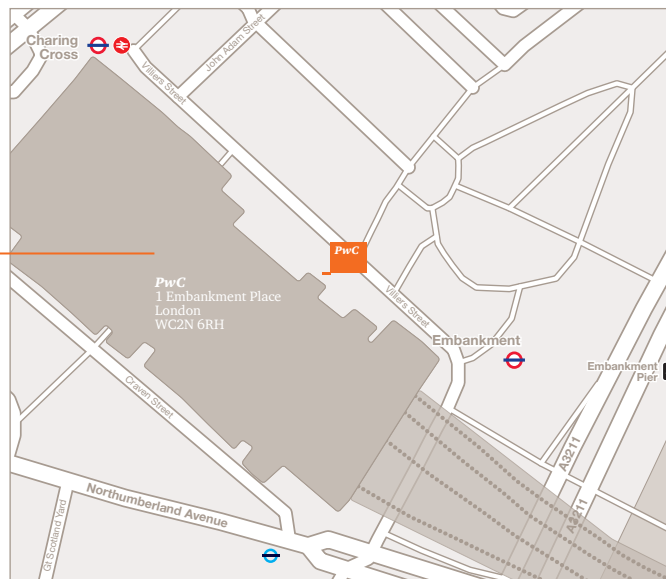 Charing
Cross
John Adam Street
Villiers Street
PwC
PwC
1 Embankment Place
London
WC2N 6RH
Villiers Street
Embankment
Embankment
Pier
Craven Street
A3211
A3211
Northumberland Avenue
Gt Scotland Yard